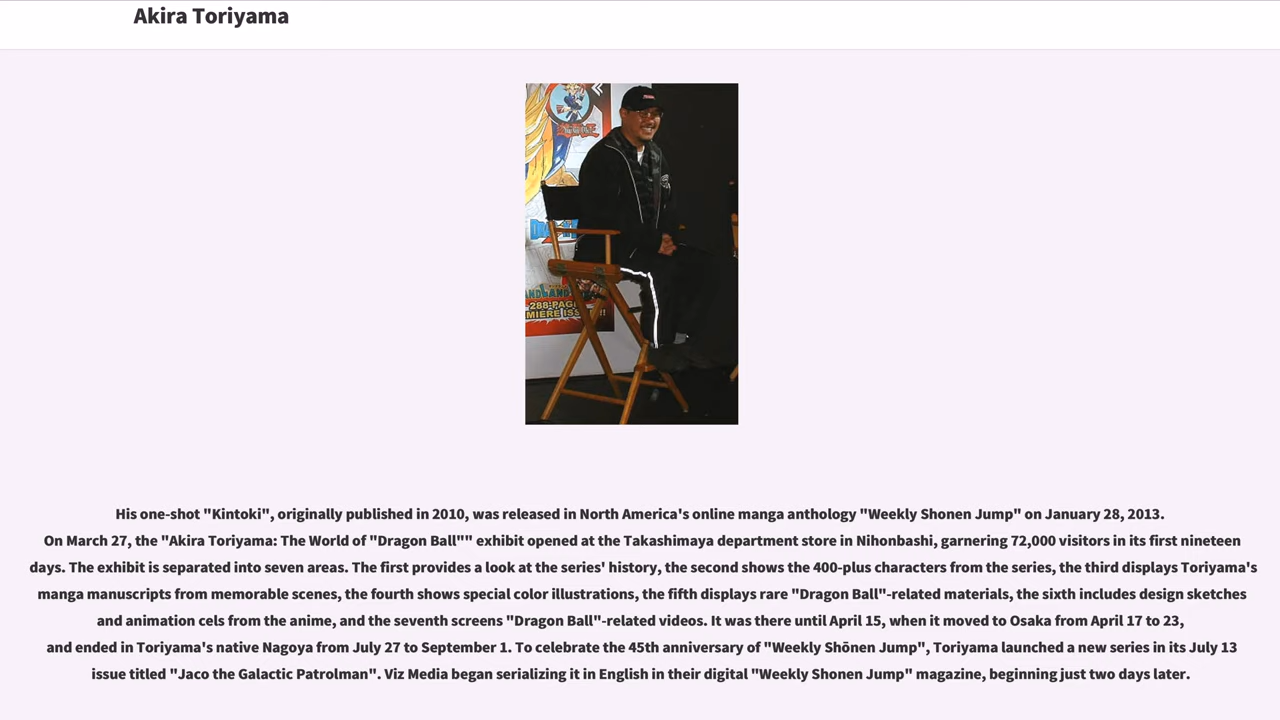 Akira Toriyama
288-PAGE
His one-shot "Kintoki", originally published in 2010, was released in North America's online manga anthology "Weekly Shonen Jump" on January 28, 2013.
On March 27, the "Akira Toriyama: The World of "Dragon Ball"" exhibit opened at the Takashimaya department store in Nihonbashi, garnering 72,000 visitors in its first nineteen
days. The exhibit is separated into seven areas. The first provides a look at the series' history, the second shows the 400-plus characters from the series, the third displays Toriyama's
manga manuscripts from memorable scenes, the fourth shows special color illustrations, the fifth displays rare "Dragon Ball"-related materials, the sixth includes design sketches
and animation cels from the anime, and the seventh screens "Dragon Ball"-related videos. It was there until April 15, when it moved to Osaka from April 17 to 23,
and ended in Toriyama's native Nagoya from July 27 to September 1. To celebrate the 45th anniversary of "Weekly Shōnen Jump", Toriyama launched a new series in its July 13
issue titled "Jaco the Galactic Patrolman". Viz Media began serializing it in English in their digital "Weekly Shonen Jump" magazine, beginning just two days later.